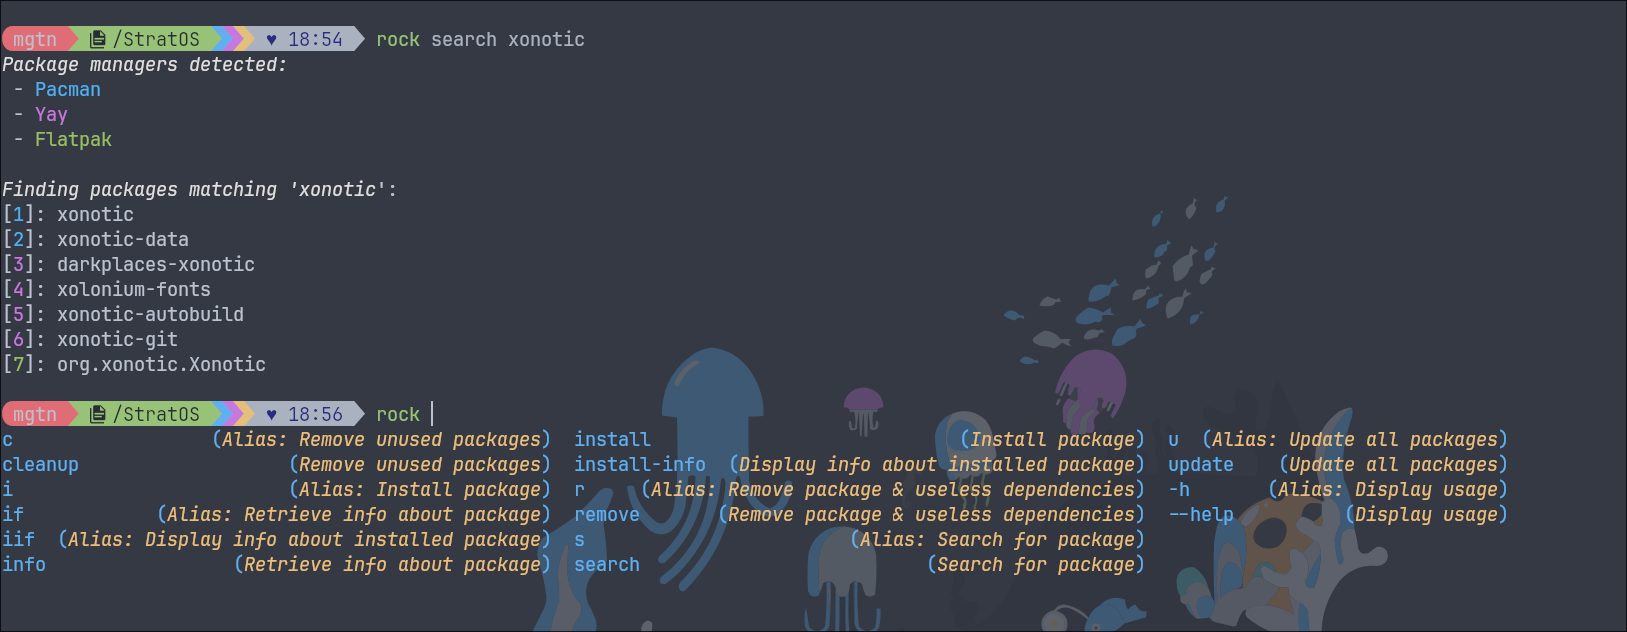 mgtn /StratOS ♥ 18:54 rock search xonotic
Package managers detected:
- Pacman
- Yay
- Flatpak
Finding packages matching 'xonotic':
[1]: xonotic
[2]: xonotic-data
[3]: darkplaces-xonotic
[4]: xolonium-fonts
[5]: xonotic-autobuild
[6]: xonotic-git
[7]: org.xonotic.Xonotic
mgtn /StratOS ♥ 18:56 rock
c (Alias: Remove unused packages) install (Install package) u (Alias: Update all packages)
cleanup (Remove unused packages) install-info (Display info about installed package) update (Update all packages)
i (Alias: Install package) r (Alias: Remove package & useless dependencies) -h (Alias: Display usage)
if (Alias: Retrieve info about package) remove (Remove package & useless dependencies) --help (Display usage)
iif (Alias: Display info about installed package) s (Alias: Search for package)
info (Retrieve info about package) search (Search for package)